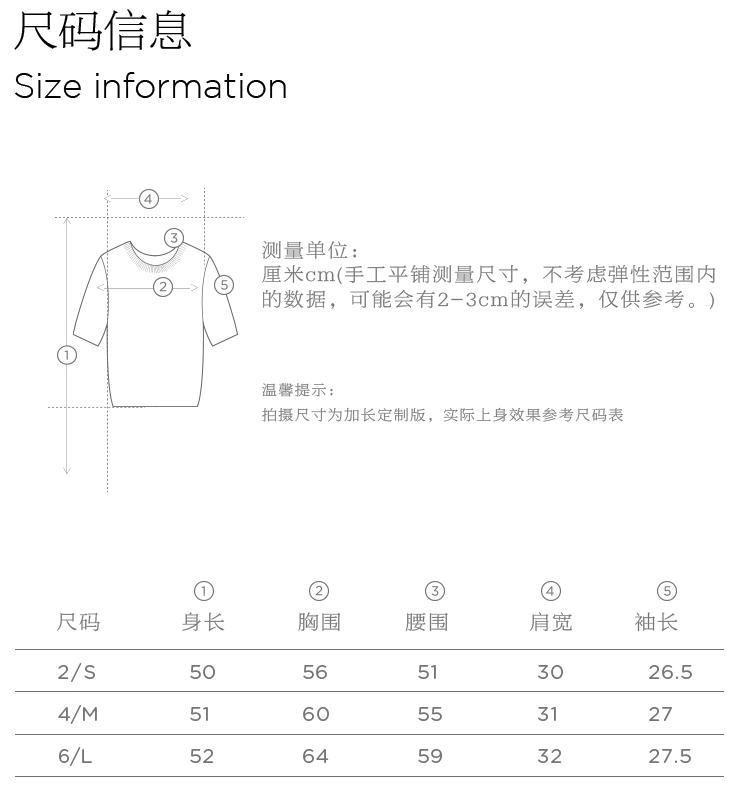 尺码信息
Size information
④
③
②
⑤
①
测量单位：
厘米cm(手工平铺测量尺寸，不考虑弹性范围内
的数据，可能会有2-3cm的误差，仅供参考。)
温馨提示：
拍摄尺寸为加长定制版，实际上身效果参考尺码表
① ② ③ ④ ⑤
尺码 身长 胸围 腰围 肩宽 袖长
2/S 50 56 51 30 26.5
4/M 51 60 55 31 27
6/L 52 64 59 32 27.5